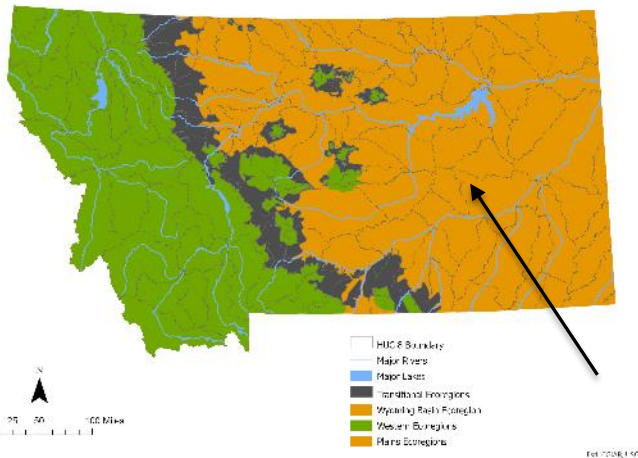 HUC 8 Boundary
Major Rivers
Major Lakes
Transitional Ecoregions
Wyoming Basin Ecoregion
Western Ecoregions
Plains Ecoregions
N
25 50 100 Miles